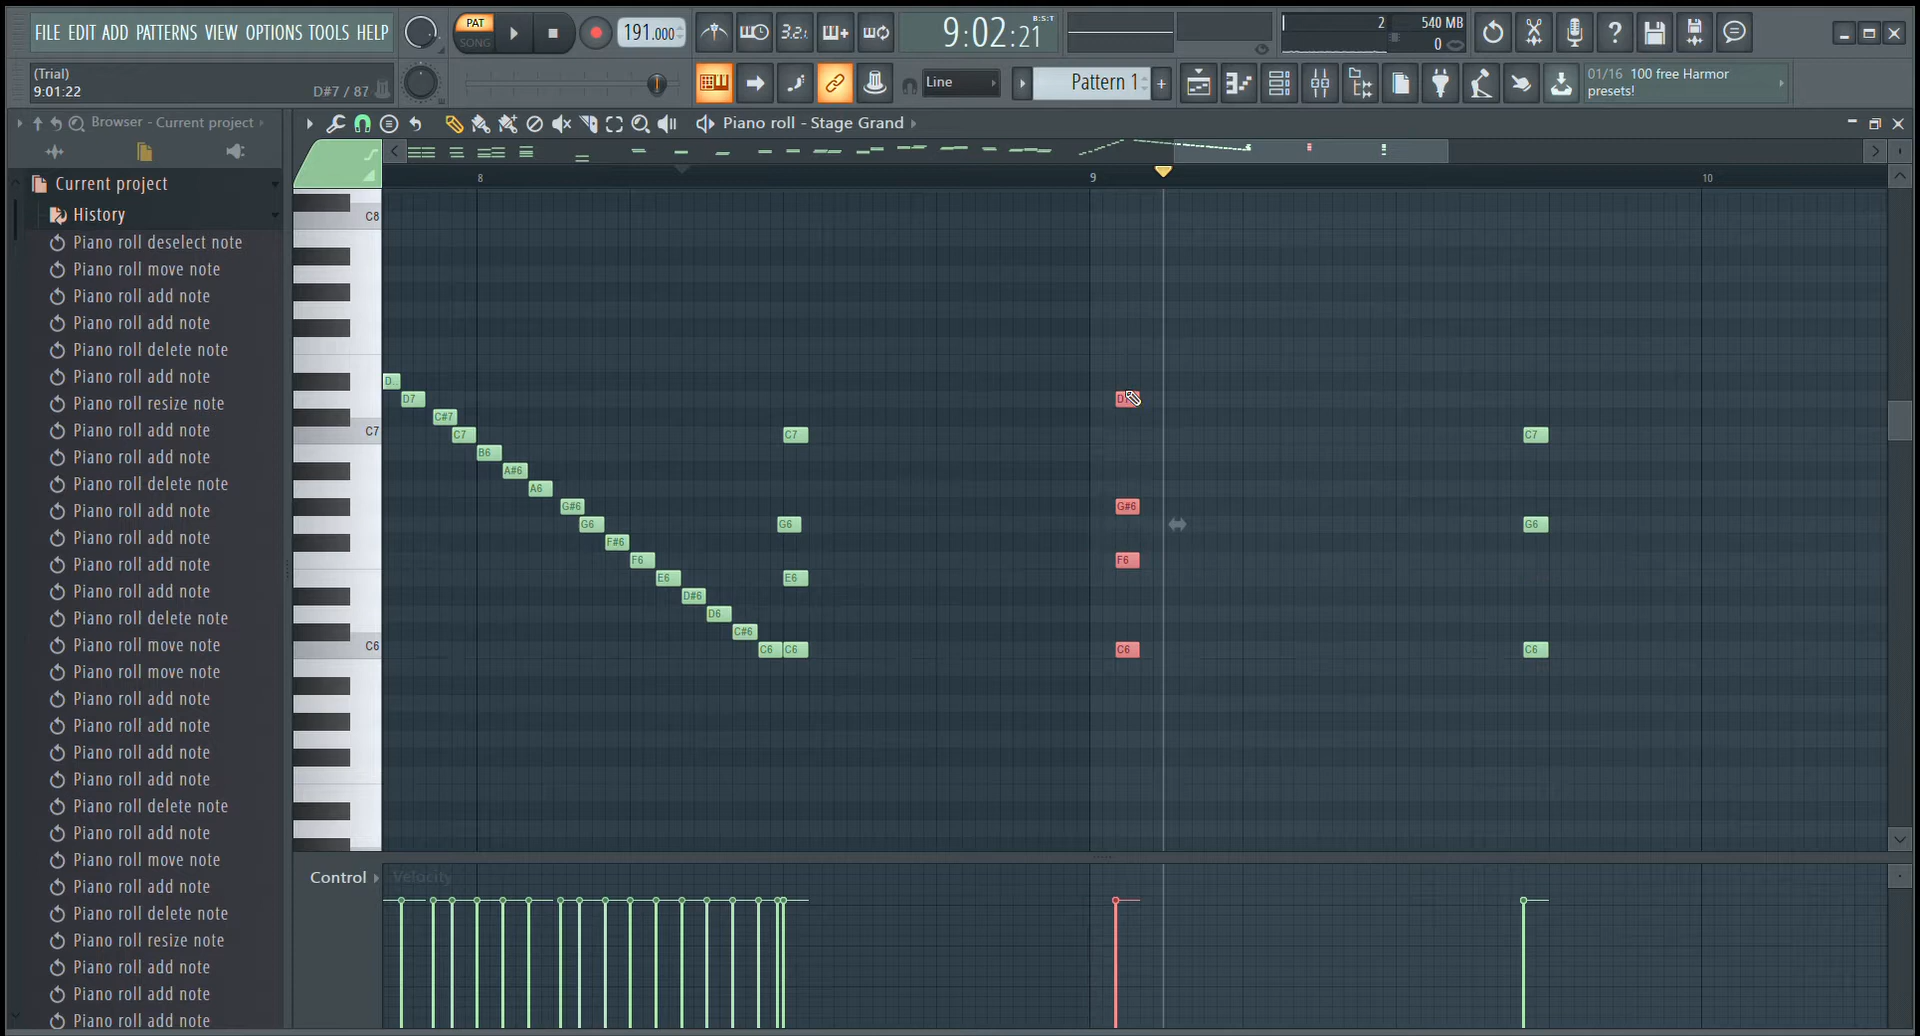 FILE EDIT ADD PATTERNS VIEW OPTIONS TOOLS HELP
PAT
SONG
191.000
3.2.
9:02:21
B:S:T
2
540 MB
0
(Trial)
9:01:22
D#7 / 87
Line
Pattern 1
01/16 100 free Harmor
presets!
Browser - Current project
Piano roll - Stage Grand
Current project
History
Piano roll deselect note
Piano roll move note
Piano roll add note
Piano roll add note
Piano roll delete note
Piano roll add note
Piano roll resize note
Piano roll add note
Piano roll add note
Piano roll delete note
Piano roll add note
Piano roll add note
Piano roll add note
Piano roll add note
Piano roll delete note
Piano roll move note
Piano roll move note
Piano roll add note
Piano roll add note
Piano roll add note
Piano roll add note
Piano roll delete note
Piano roll add note
Piano roll move note
Piano roll add note
Piano roll delete note
Piano roll resize note
Piano roll add note
Piano roll add note
Piano roll add note
8
9
10
C8
D..
D7
C#7
C7
C7
C7
C7
B6
A#6
A6
G#6
G#6
G6
G6
G6
F#6
F6
F6
E6
E6
D#6
D6
C#6
C6
C6
C6
C6
C6
Control
Velocity